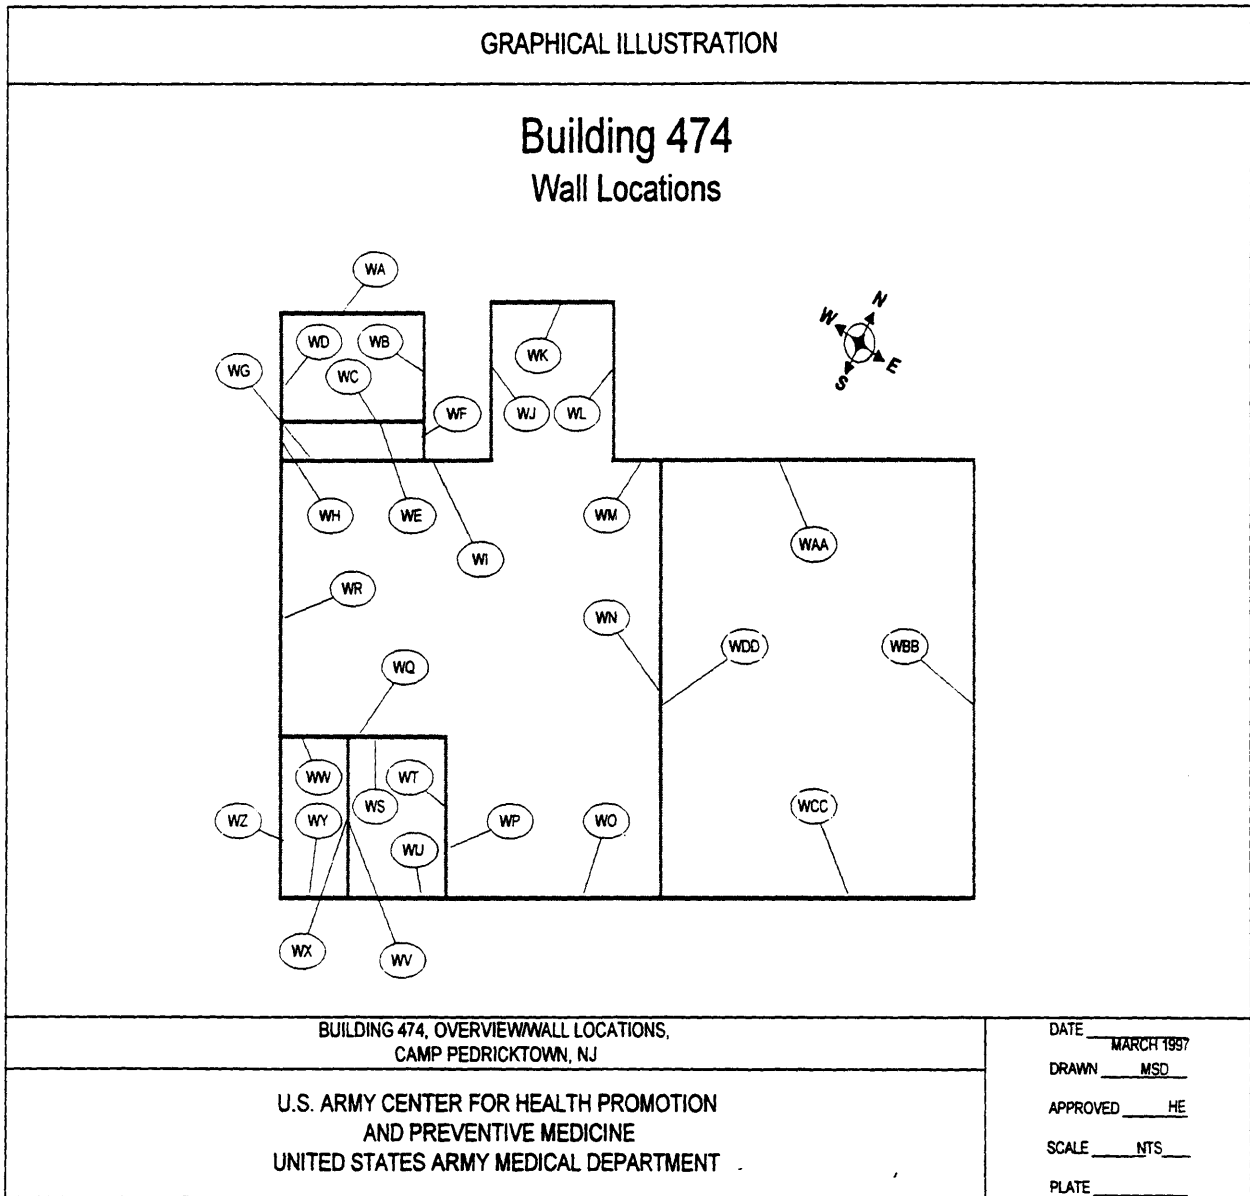 GRAPHICAL ILLUSTRATION
Building 474
Wall Locations
WA
WD
WB
WC
WG
WK
WF
WJ
WL
N
W
E
S
WH
WE
WM
WI
WAA
WR
WN
WDD
WBB
WQ
WW
WT
WS
WCC
WZ
WY
WP
WO
WU
WX
WV
BUILDING 474, OVERVIEW/WALL LOCATIONS,
CAMP PEDRICKTOWN, NJ
U.S. ARMY CENTER FOR HEALTH PROMOTION
AND PREVENTIVE MEDICINE
UNITED STATES ARMY MEDICAL DEPARTMENT
DATE MARCH 1997
DRAWN MSD
APPROVED HE
SCALE NTS
PLATE